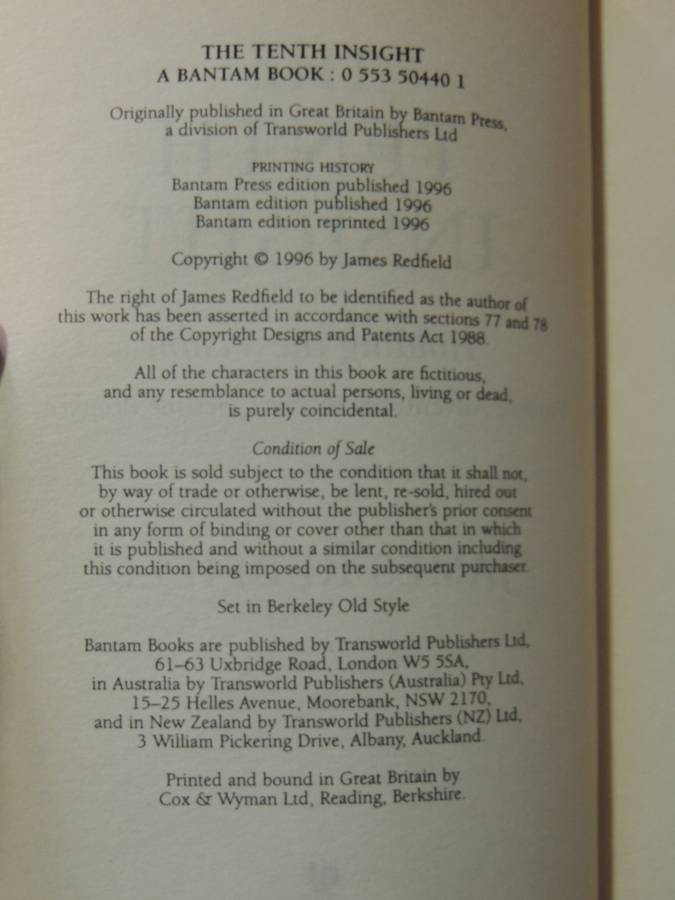 THE TENTH INSIGHT
A BANTAM BOOK : 0 553 50440 1
Originally published in Great Britain by Bantam Press,
a division of Transworld Publishers Ltd
PRINTING HISTORY
Bantam Press edition published 1996
Bantam edition published 1996
Bantam edition reprinted 1996
Copyright © 1996 by James Redfield
The right of James Redfield to be identified as the author of
this work has been asserted in accordance with sections 77 and 78
of the Copyright Designs and Patents Act 1988.
All of the characters in this book are fictitious,
and any resemblance to actual persons, living or dead,
is purely coincidental.
Condition of Sale
This book is sold subject to the condition that it shall not,
by way of trade or otherwise, be lent, re-sold, hired out
or otherwise circulated without the publisher's prior consent
in any form of binding or cover other than that in which
it is published and without a similar condition including
this condition being imposed on the subsequent purchaser.
Set in Berkeley Old Style
Bantam Books are published by Transworld Publishers Ltd,
61–63 Uxbridge Road, London W5 5SA,
in Australia by Transworld Publishers (Australia) Pty Ltd,
15–25 Helles Avenue, Moorebank, NSW 2170,
and in New Zealand by Transworld Publishers (NZ) Ltd,
3 William Pickering Drive, Albany, Auckland.
Printed and bound in Great Britain by
Cox & Wyman Ltd, Reading, Berkshire.